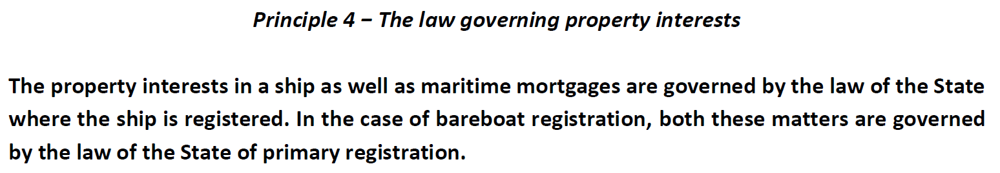 Principle 4 – The law governing property interests
The property interests in a ship as well as maritime mortgages are governed by the law of the State
where the ship is registered. In the case of bareboat registration, both these matters are governed
by the law of the State of primary registration.